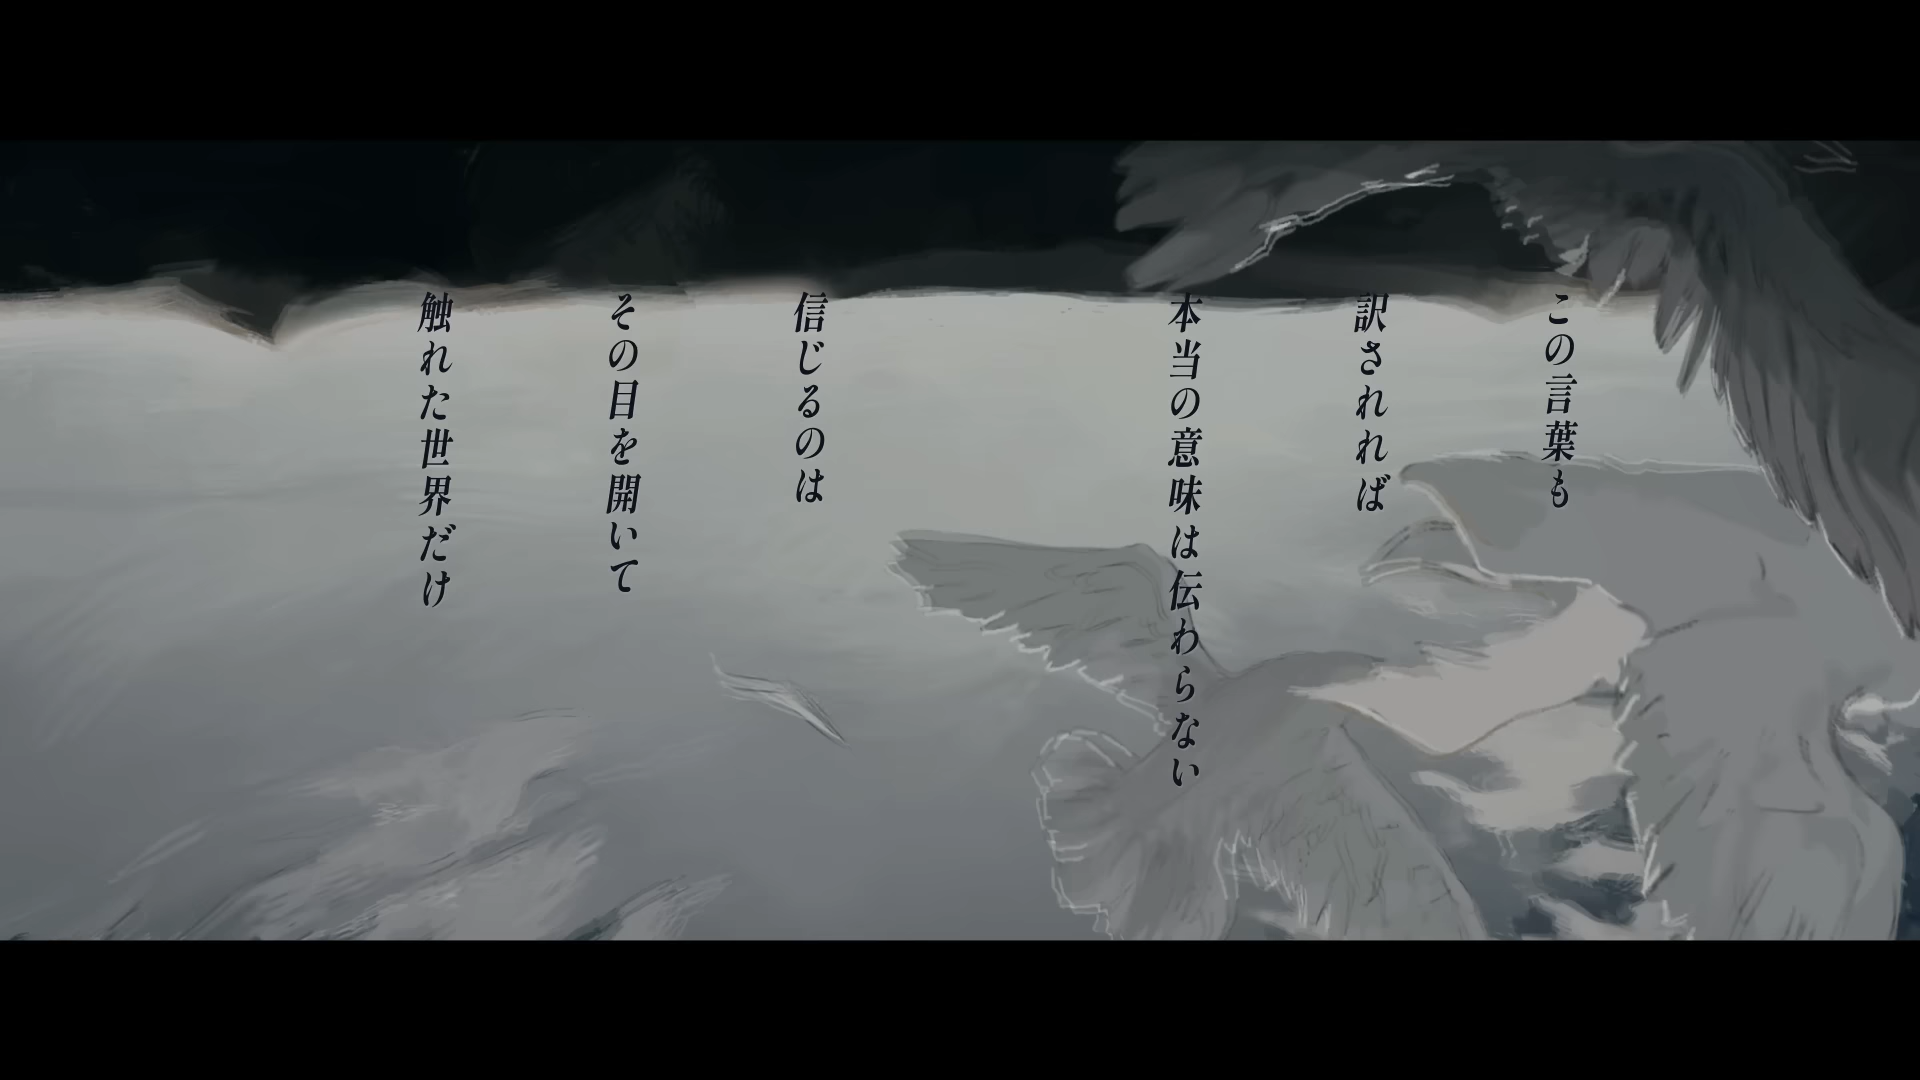 この言葉も
訳されれば
本当の意味は伝わらない
信じるのは
その目を開いて
触れた世界だけ